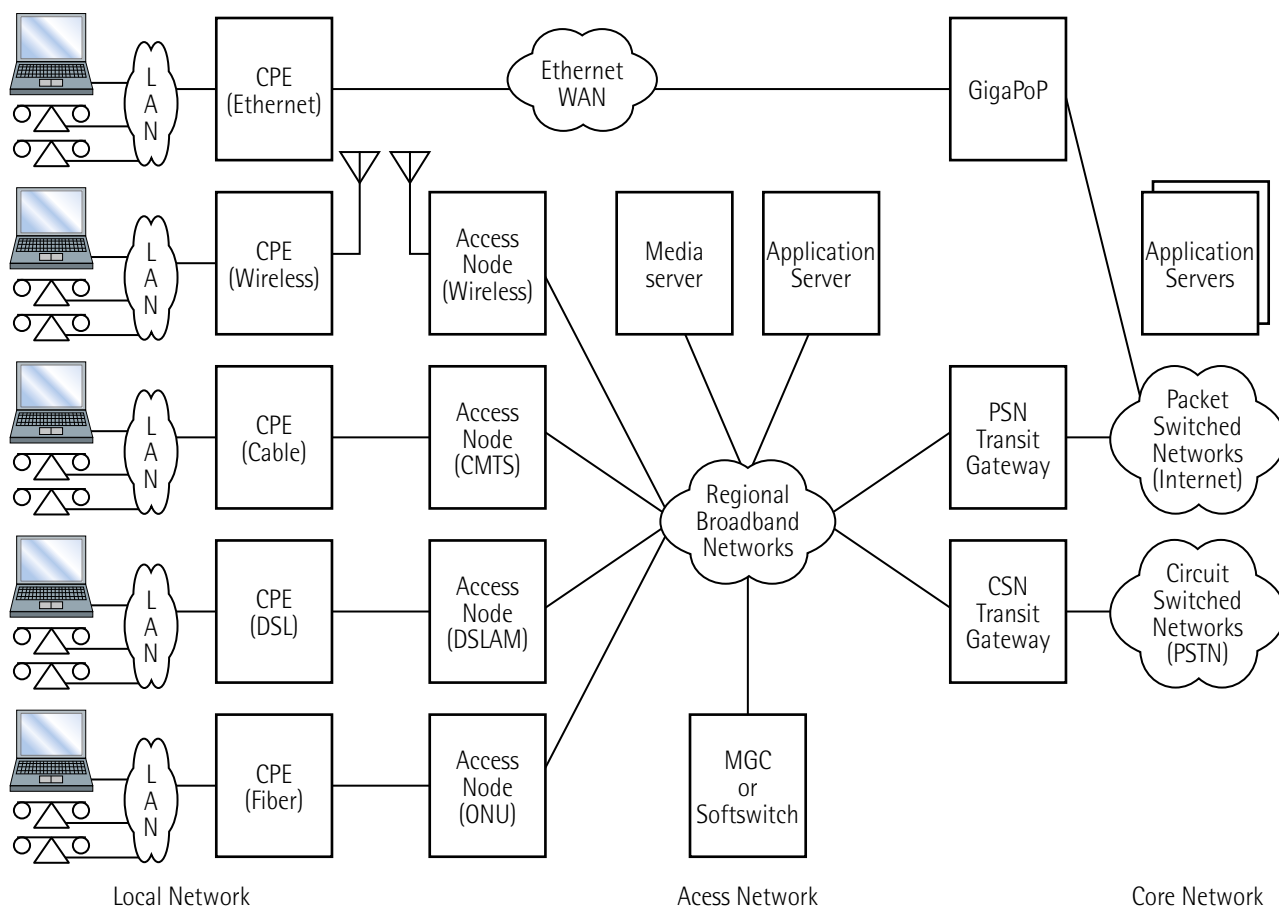 L
A
N
CPE
(Ethernet)
Ethernet
WAN
GigaPoP
L
A
N
CPE
(Wireless)
Access
Node
(Wireless)
Media
server
Application
Server
Application
Servers
L
A
N
CPE
(Cable)
Access
Node
(CMTS)
Regional
Broadband
Networks
PSN
Transit
Gateway
Packet
Switched
Networks
(Internet)
L
A
N
CPE
(DSL)
Access
Node
(DSLAM)
CSN
Transit
Gateway
Circuit
Switched
Networks
(PSTN)
L
A
N
CPE
(Fiber)
Access
Node
(ONU)
MGC
or
Softswitch
Local Network
Acess Network
Core Network